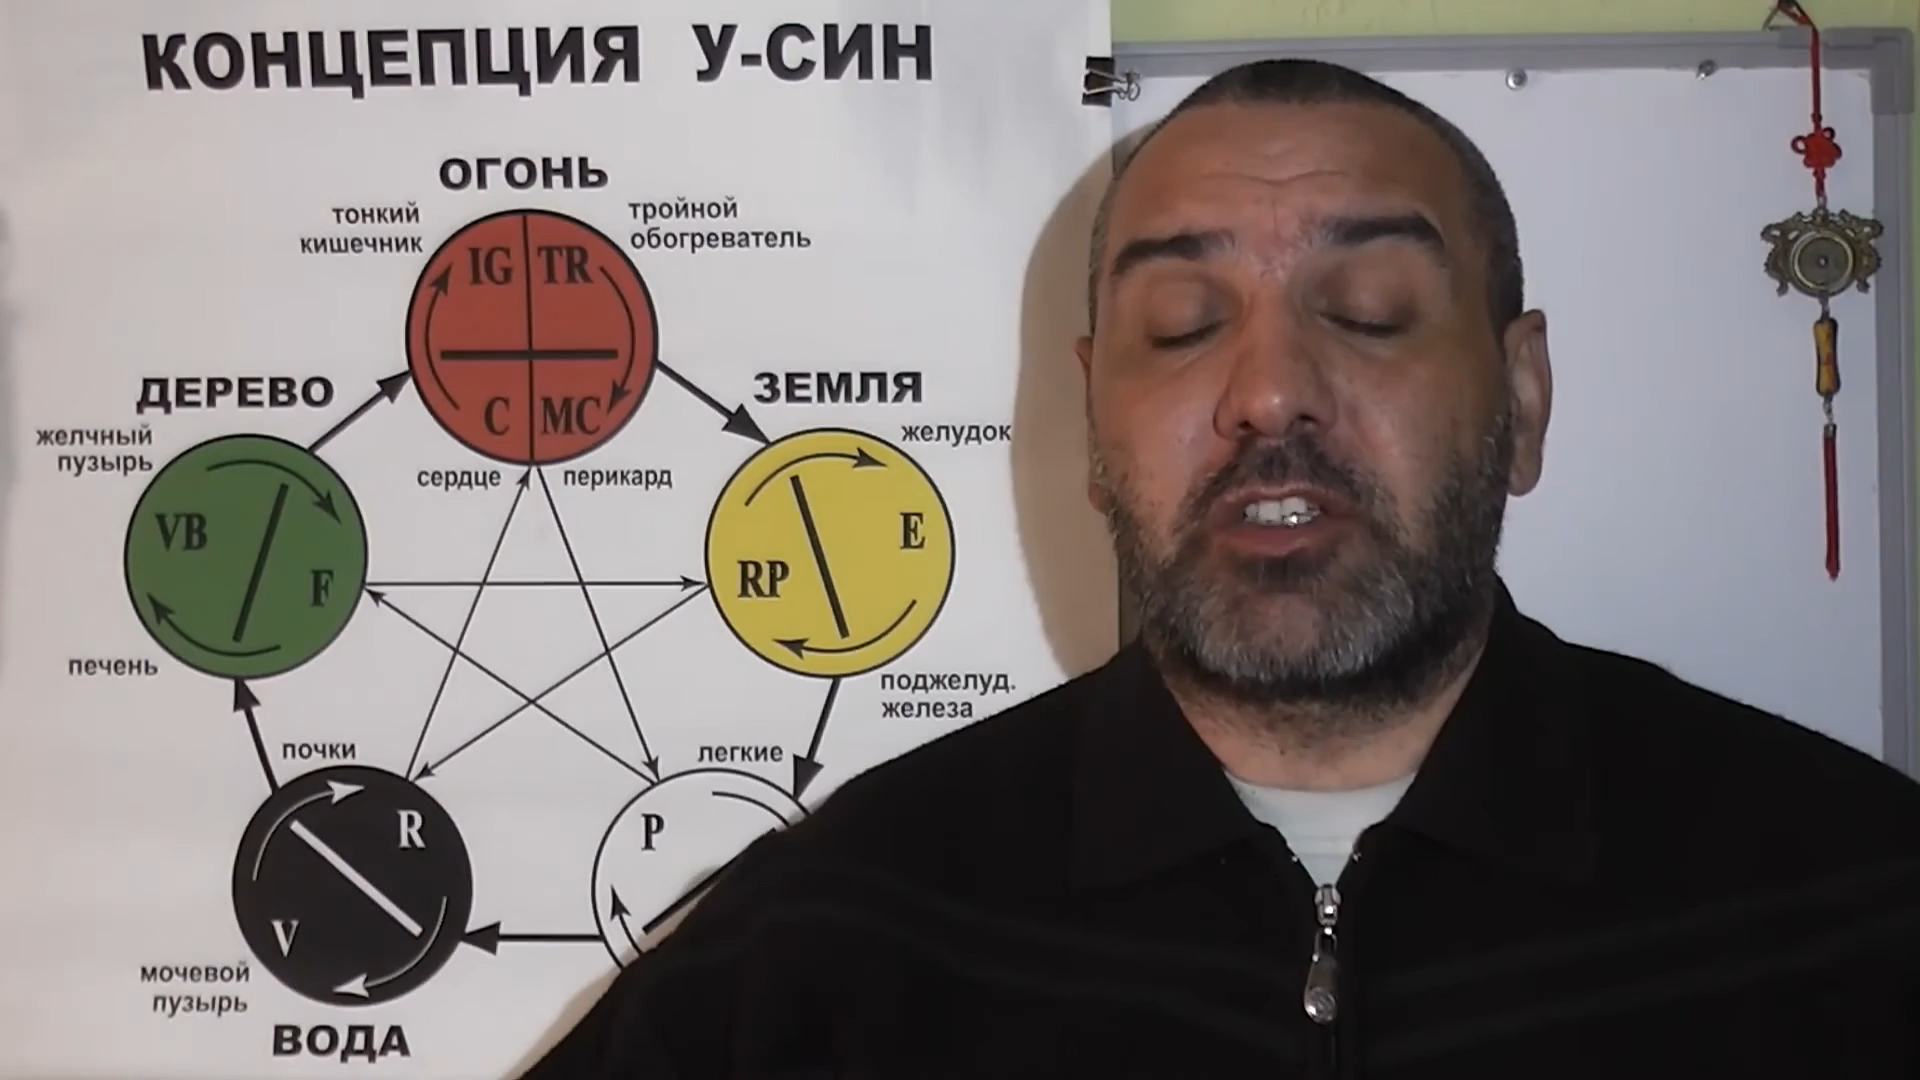 КОНЦЕПЦИЯ У-СИН
ОГОНЬ
тонкий
кишечник
тройной
обогреватель
IG
TR
C
MC
сердце
перикард
ДЕРЕВО
желчный
пузырь
VB
F
печень
ЗЕМЛЯ
желудок
E
RP
поджелуд.
железа
почки
R
V
мочевой
пузырь
ВОДА
легкие
P